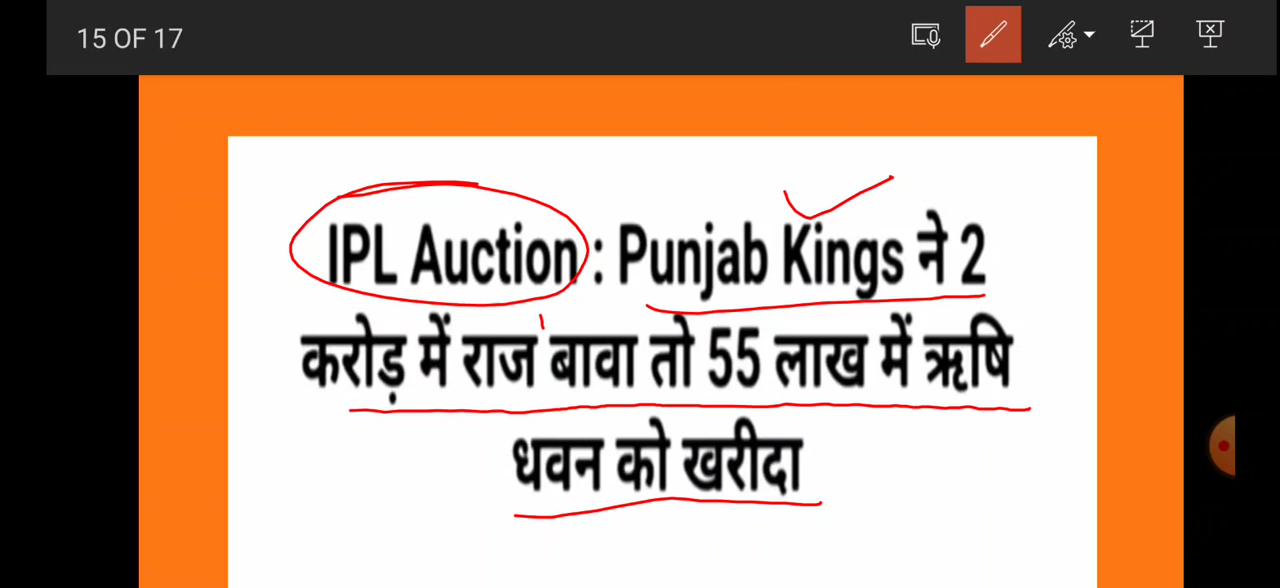 15 OF 17
IPL Auction : Punjab Kings ने 2
करोड़ में राज बावा तो 55 लाख में ऋषि
धवन को खरीदा